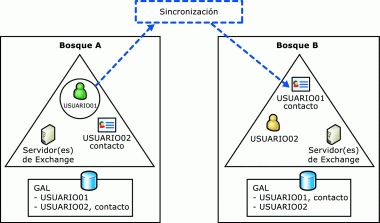 Sincronización
Bosque A
USUARIO01
USUARIO02
contacto
Servidor(es)
de Exchange
GAL
- USUARIO01
- USUARIO02, contacto
Bosque B
USUARIO01
contacto
USUARIO02
Servidor(es)
de Exchange
GAL
- USUARIO01, contacto
- USUARIO02